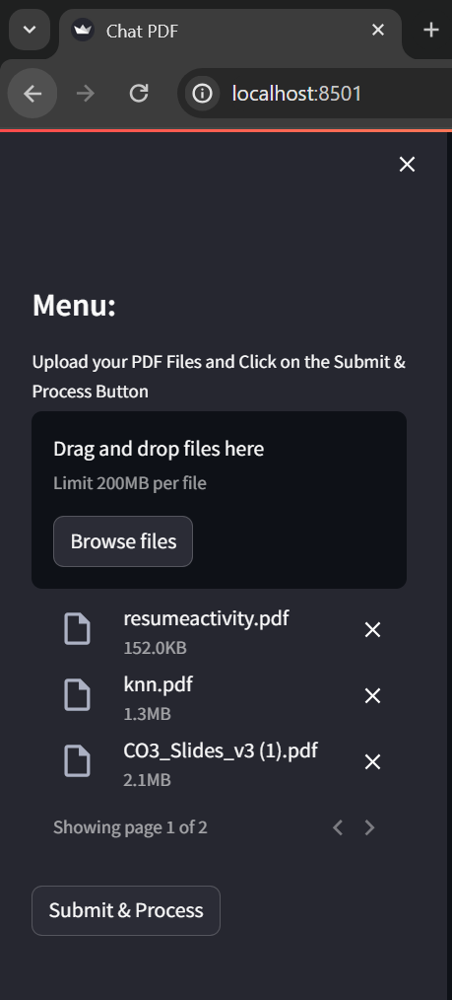 Chat PDF
localhost:8501
Menu:
Upload your PDF Files and Click on the Submit &
Process Button
Drag and drop files here
Limit 200MB per file
Browse files
resumeactivity.pdf
152.0KB
knn.pdf
1.3MB
CO3_Slides_v3 (1).pdf
2.1MB
Showing page 1 of 2
Submit & Process